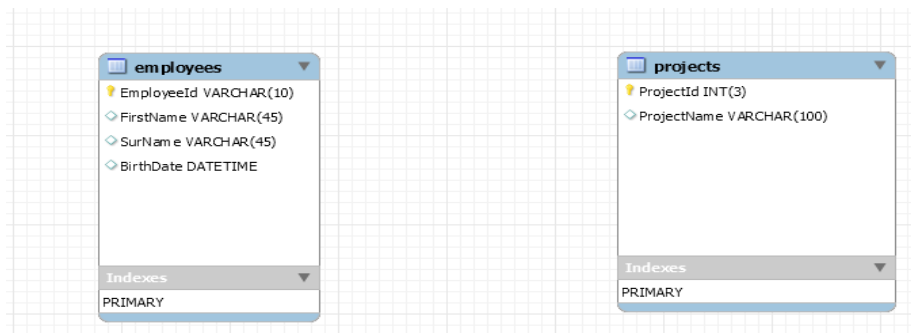 employees
EmployeeId VARCHAR(10)
FirstName VARCHAR(45)
SurName VARCHAR(45)
BirthDate DATETIME
Indexes
PRIMARY
projects
ProjectId INT(3)
ProjectName VARCHAR(100)
Indexes
PRIMARY